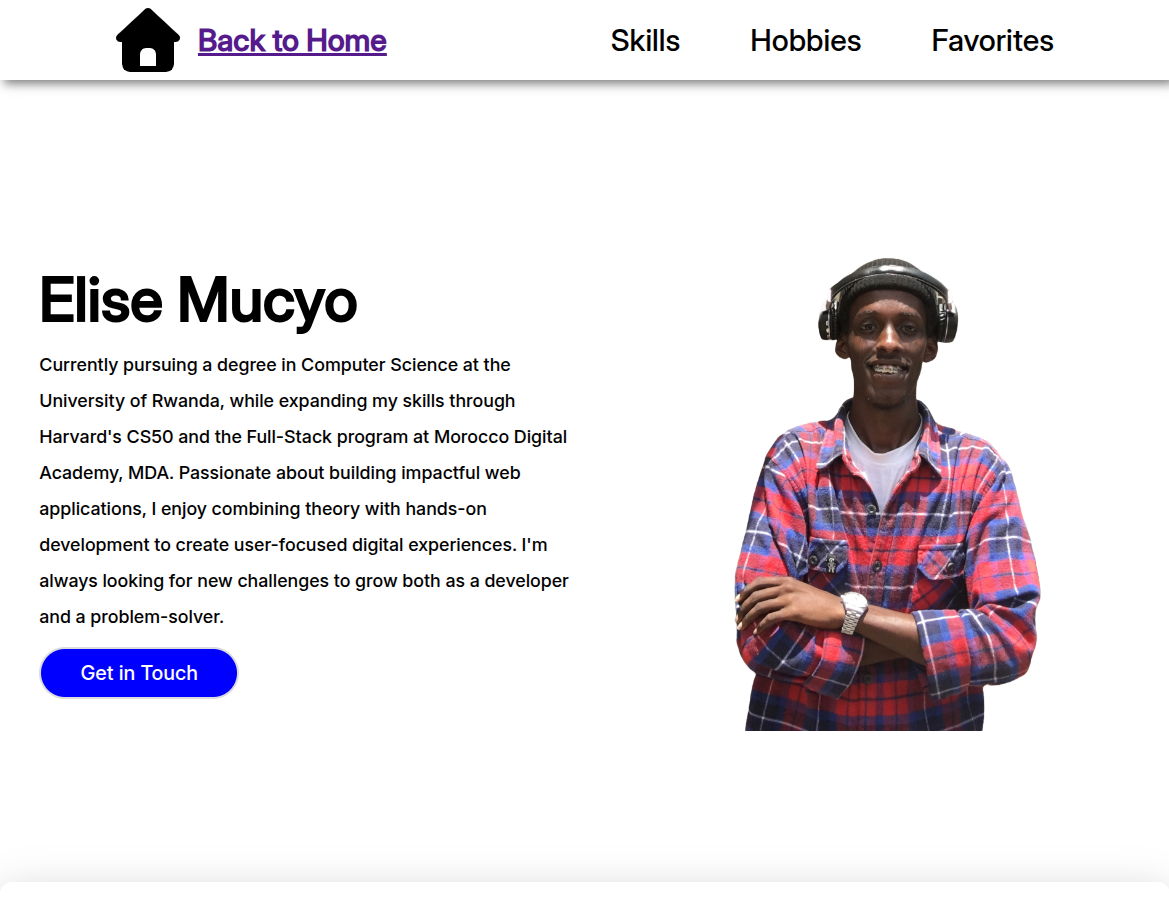 Back to Home
Skills
Hobbies
Favorites
Elise Mucyo
Currently pursuing a degree in Computer Science at the
University of Rwanda, while expanding my skills through
Harvard's CS50 and the Full-Stack program at Morocco Digital
Academy, MDA. Passionate about building impactful web
applications, I enjoy combining theory with hands-on
development to create user-focused digital experiences. I'm
always looking for new challenges to grow both as a developer
and a problem-solver.
Get in Touch